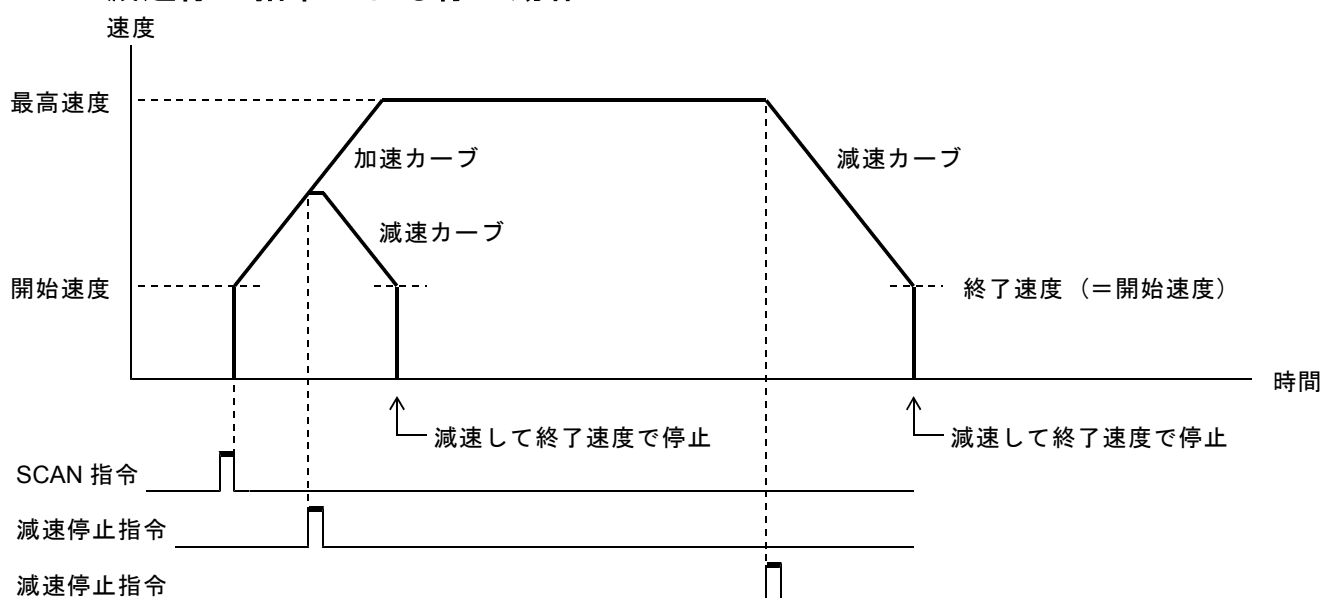 速度
最高速度
加速カーブ
減速カーブ
減速カーブ
開始速度
終了速度（＝開始速度）
時間
減速して終了速度で停止
減速して終了速度で停止
SCAN 指令
減速停止指令
減速停止指令